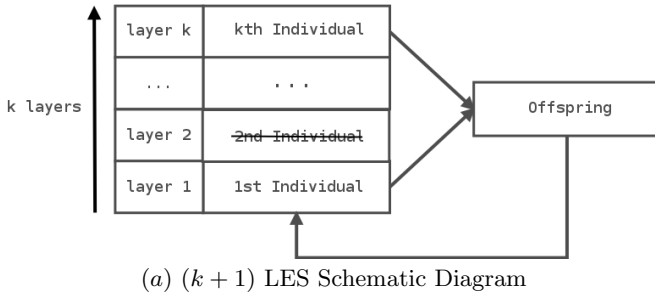 layer k kth Individual
... ...
k layers Offspring
layer 2 2nd Individual
layer 1 1st Individual
(a) (k + 1) LES Schematic Diagram